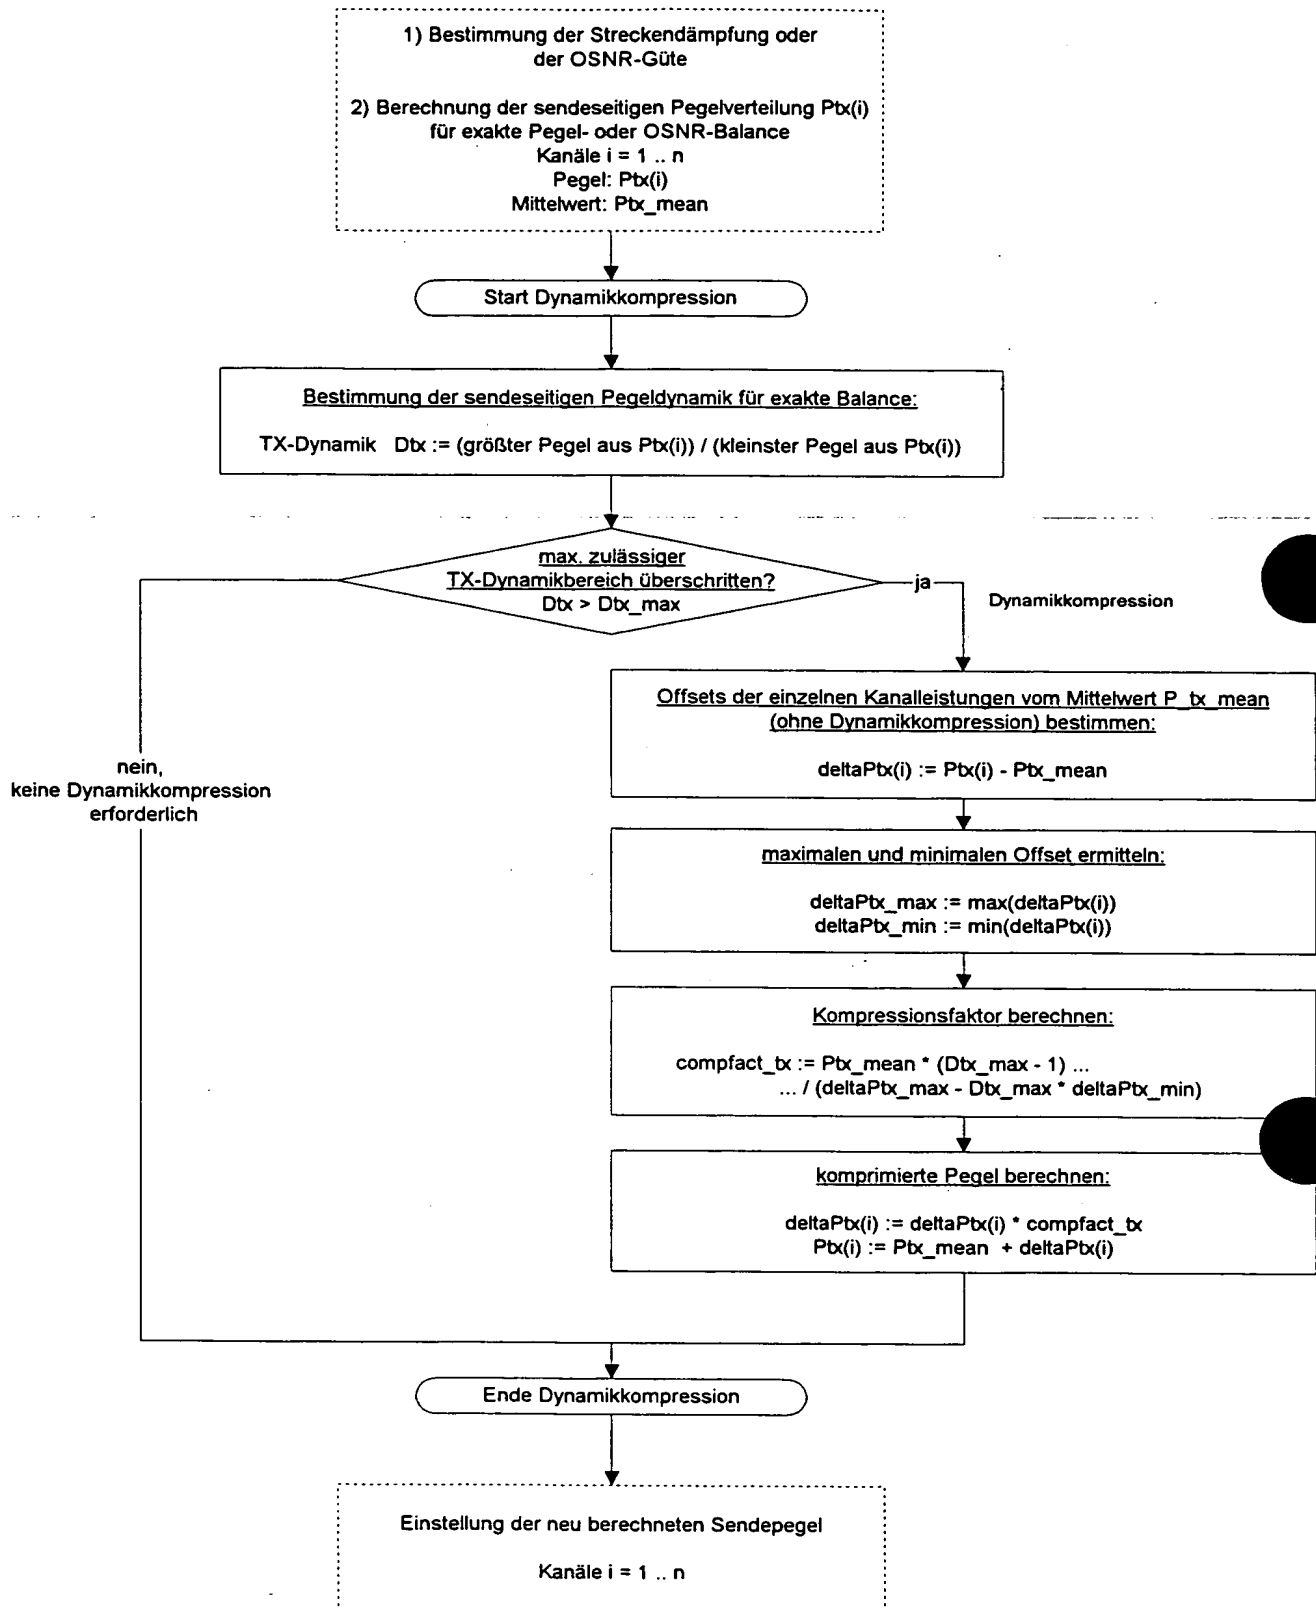 1) Bestimmung der Streckendämpfung oder
der OSNR-Güte
2) Berechnung der sendeseitigen Pegelverteilung Ptx(i)
für exakte Pegel- oder OSNR-Balance
Kanäle i = 1 .. n
Pegel: Ptx(i)
Mittelwert: Ptx_mean
Start Dynamikkompression
Bestimmung der sendeseitigen Pegeldynamik für exakte Balance:
TX-Dynamik Dtx := (größter Pegel aus Ptx(i)) / (kleinster Pegel aus Ptx(i))
max. zulässiger
TX-Dynamikbereich überschritten?
Dtx > Dtx_max
ja
Dynamikkompression
Offsets der einzelnen Kanalleistungen vom Mittelwert P_tx_mean
(ohne Dynamikkompression) bestimmen:
deltaPtx(i) := Ptx(i) - Ptx_mean
nein,
keine Dynamikkompression
erforderlich
maximalen und minimalen Offset ermitteln:
deltaPtx_max := max(deltaPtx(i))
deltaPtx_min := min(deltaPtx(i))
Kompressionsfaktor berechnen:
compfact_tx := Ptx_mean * (Dtx_max - 1) ...
... / (deltaPtx_max - Dtx_max * deltaPtx_min)
komprimierte Pegel berechnen:
deltaPtx(i) := deltaPtx(i) * compfact_tx
Ptx(i) := Ptx_mean + deltaPtx(i)
Ende Dynamikkompression
Einstellung der neu berechneten Sendepegel
Kanäle i = 1 .. n